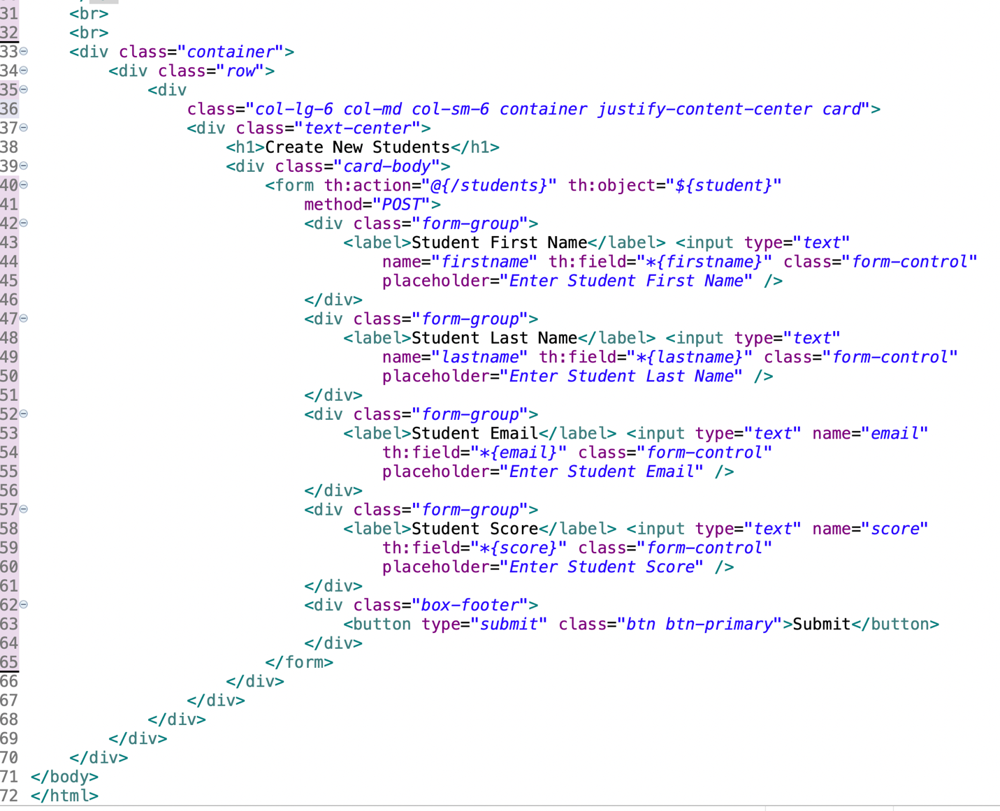 31 <br>
32 <br>
33 <div class="container">
34 <div class="row">
35 <div
36 class="col-lg-6 col-md col-sm-6 container justify-content-center card">
37 <div class="text-center">
38 <h1>Create New Students</h1>
39 <div class="card-body">
40 <form th:action="@{/students}" th:object="${student}"
41 method="POST">
42 <div class="form-group">
43 <label>Student First Name</label> <input type="text"
44 name="firstname" th:field="*{firstname}" class="form-control"
45 placeholder="Enter Student First Name" />
46 </div>
47 <div class="form-group">
48 <label>Student Last Name</label> <input type="text"
49 name="lastname" th:field="*{lastname}" class="form-control"
50 placeholder="Enter Student Last Name" />
51 </div>
52 <div class="form-group">
53 <label>Student Email</label> <input type="text" name="email"
54 th:field="*{email}" class="form-control"
55 placeholder="Enter Student Email" />
56 </div>
57 <div class="form-group">
58 <label>Student Score</label> <input type="text" name="score"
59 th:field="*{score}" class="form-control"
60 placeholder="Enter Student Score" />
61 </div>
62 <div class="box-footer">
63 <button type="submit" class="btn btn-primary">Submit</button>
64 </div>
65 </form>
66 </div>
67 </div>
68 </div>
69 </div>
70 </div>
71 </body>
72 </html>